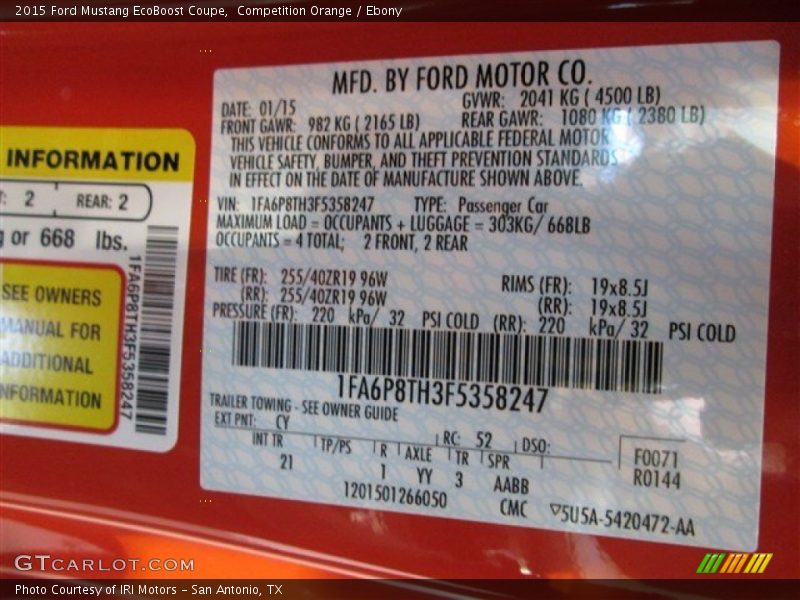 2015 Ford Mustang EcoBoost Coupe, Competition Orange / Ebony
INFORMATION
: 2 REAR: 2
g or 668 lbs.
SEE OWNERS
MANUAL FOR
ADDITIONAL
INFORMATION
1FA6P8TH3F5358247
MFD. BY FORD MOTOR CO.
DATE: 01/15 GVWR: 2041 KG ( 4500 LB)
FRONT GAWR: 982 KG ( 2165 LB) REAR GAWR: 1080 KG ( 2380 LB)
THIS VEHICLE CONFORMS TO ALL APPLICABLE FEDERAL MOTOR
VEHICLE SAFETY, BUMPER, AND THEFT PREVENTION STANDARDS
IN EFFECT ON THE DATE OF MANUFACTURE SHOWN ABOVE.
VIN: 1FA6P8TH3F5358247 TYPE: Passenger Car
MAXIMUM LOAD = OCCUPANTS + LUGGAGE = 303KG/ 668LB
OCCUPANTS = 4 TOTAL; 2 FRONT, 2 REAR
TIRE (FR): 255/40ZR19 96W RIMS (FR): 19x8.5J
(RR): 255/40ZR19 96W (RR): 19x8.5J
PRESSURE (FR): 220 kPa/ 32 PSI COLD (RR): 220 kPa/ 32 PSI COLD
1FA6P8TH3F5358247
TRAILER TOWING - SEE OWNER GUIDE
EXT PNT: CY RC: 52 DSO:
INT TR TP/PS R AXLE TR SPR
21 1 YY 3 AABB
F0071
R0144
1201501266050 CMC 5U5A-5420472-AA
GTCARLOT.COM
Photo Courtesy of IRI Motors – San Antonio, TX